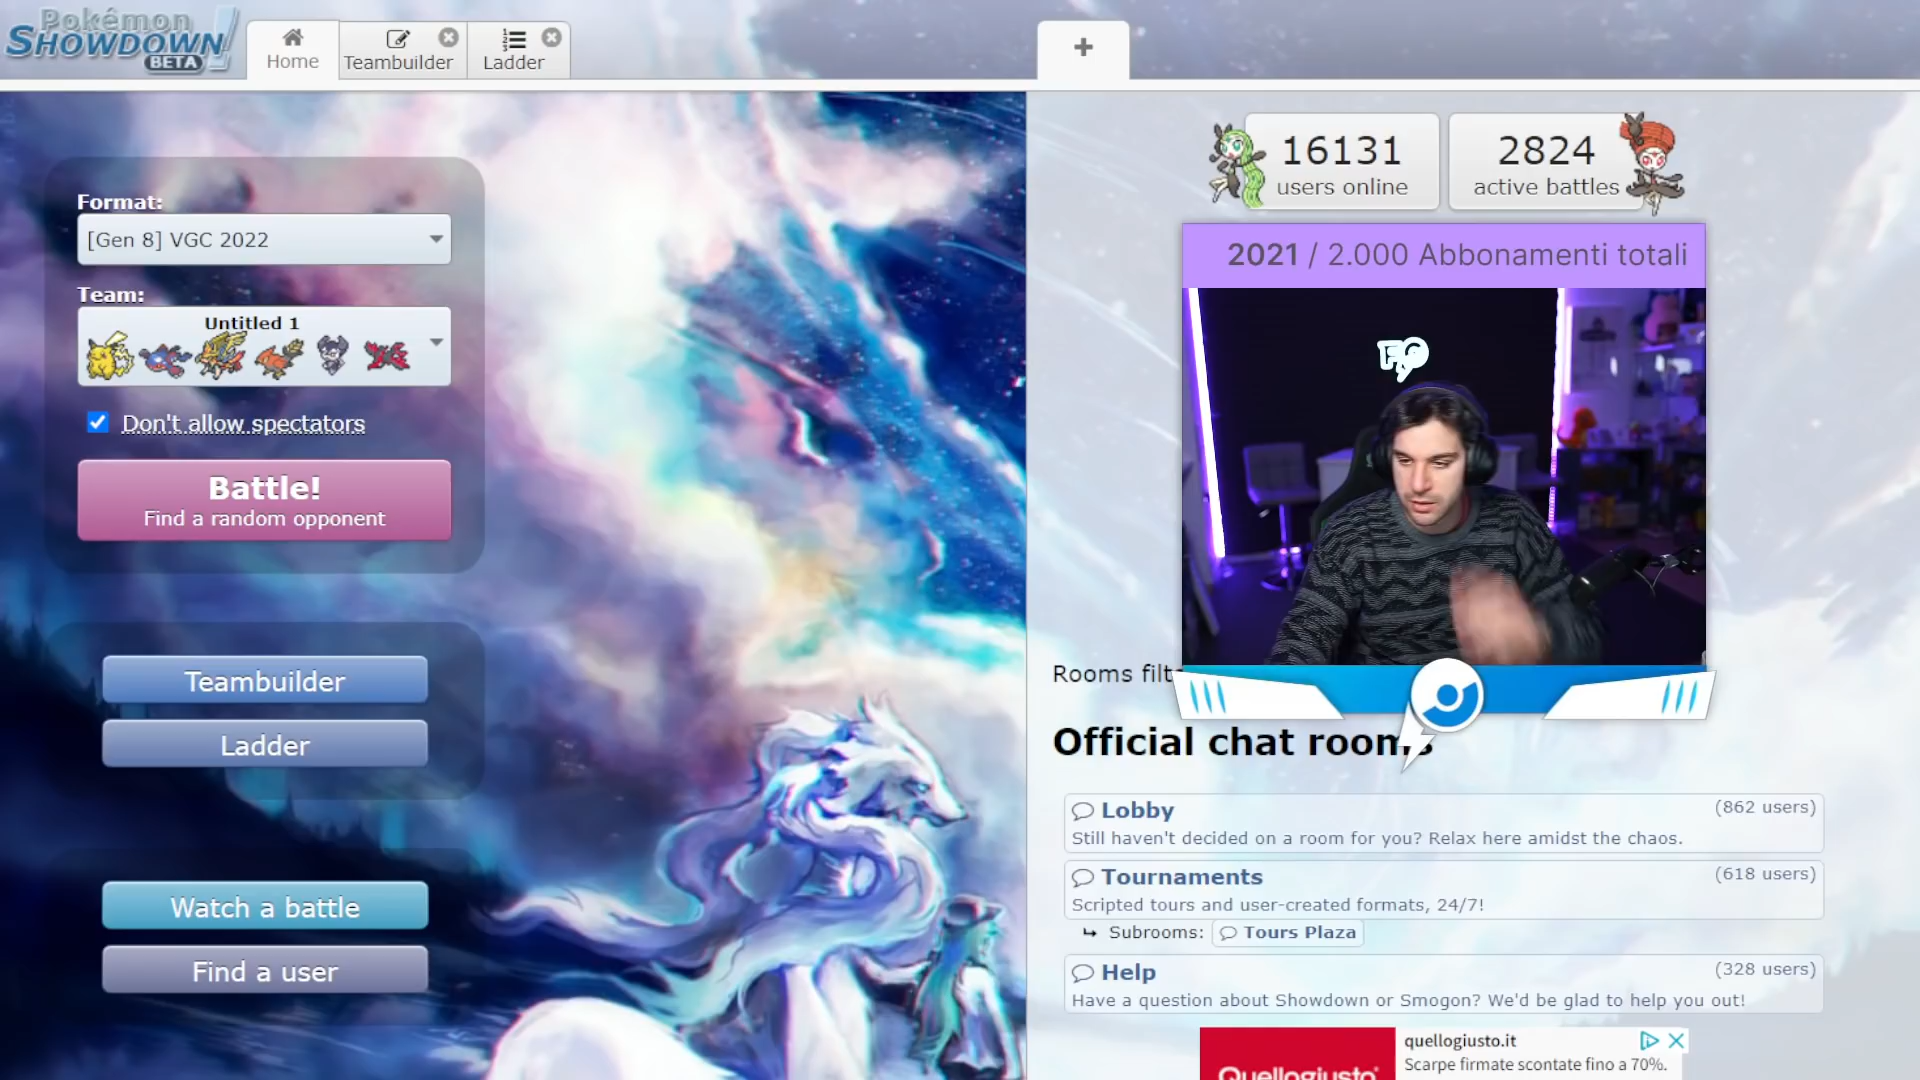 Pokémon
SHOWDOWN!
BETA
Home
Teambuilder
Ladder
+
Format:
[Gen 8] VGC 2022
Team:
Untitled 1
Don't allow spectators
Battle!
Find a random opponent
Teambuilder
Ladder
Watch a battle
Find a user
16131
users online
2824
active battles
2021 / 2.000 Abbonamenti totali
Rooms filt
Official chat rooms
Lobby
(862 users)
Still haven't decided on a room for you? Relax here amidst the chaos.
Tournaments
(618 users)
Scripted tours and user-created formats, 24/7!
Subrooms: Tours Plaza
Help
(328 users)
Have a question about Showdown or Smogon? We'd be glad to help you out!
Quellogiusto
quellogiusto.it
Scarpe firmate scontate fino a 70%.